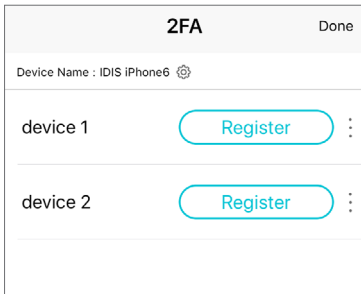 2FA
Done
Device Name : IDIS iPhone6
device 1
Register
device 2
Register